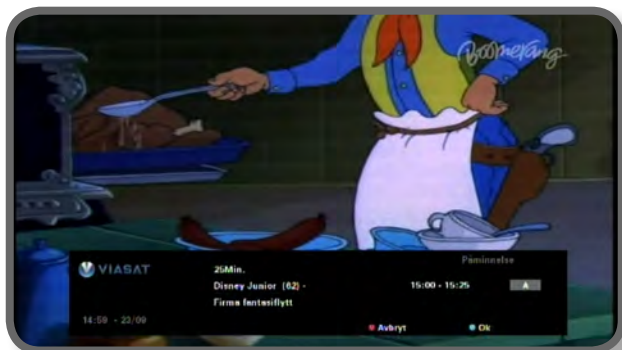 Boomerang
Påminnelse
VIASAT
25Min.
Disney Junior (62) - 15:00 - 15:25 A
Firma fantasiflytt
14:59 - 23/09
Avbryt Ok